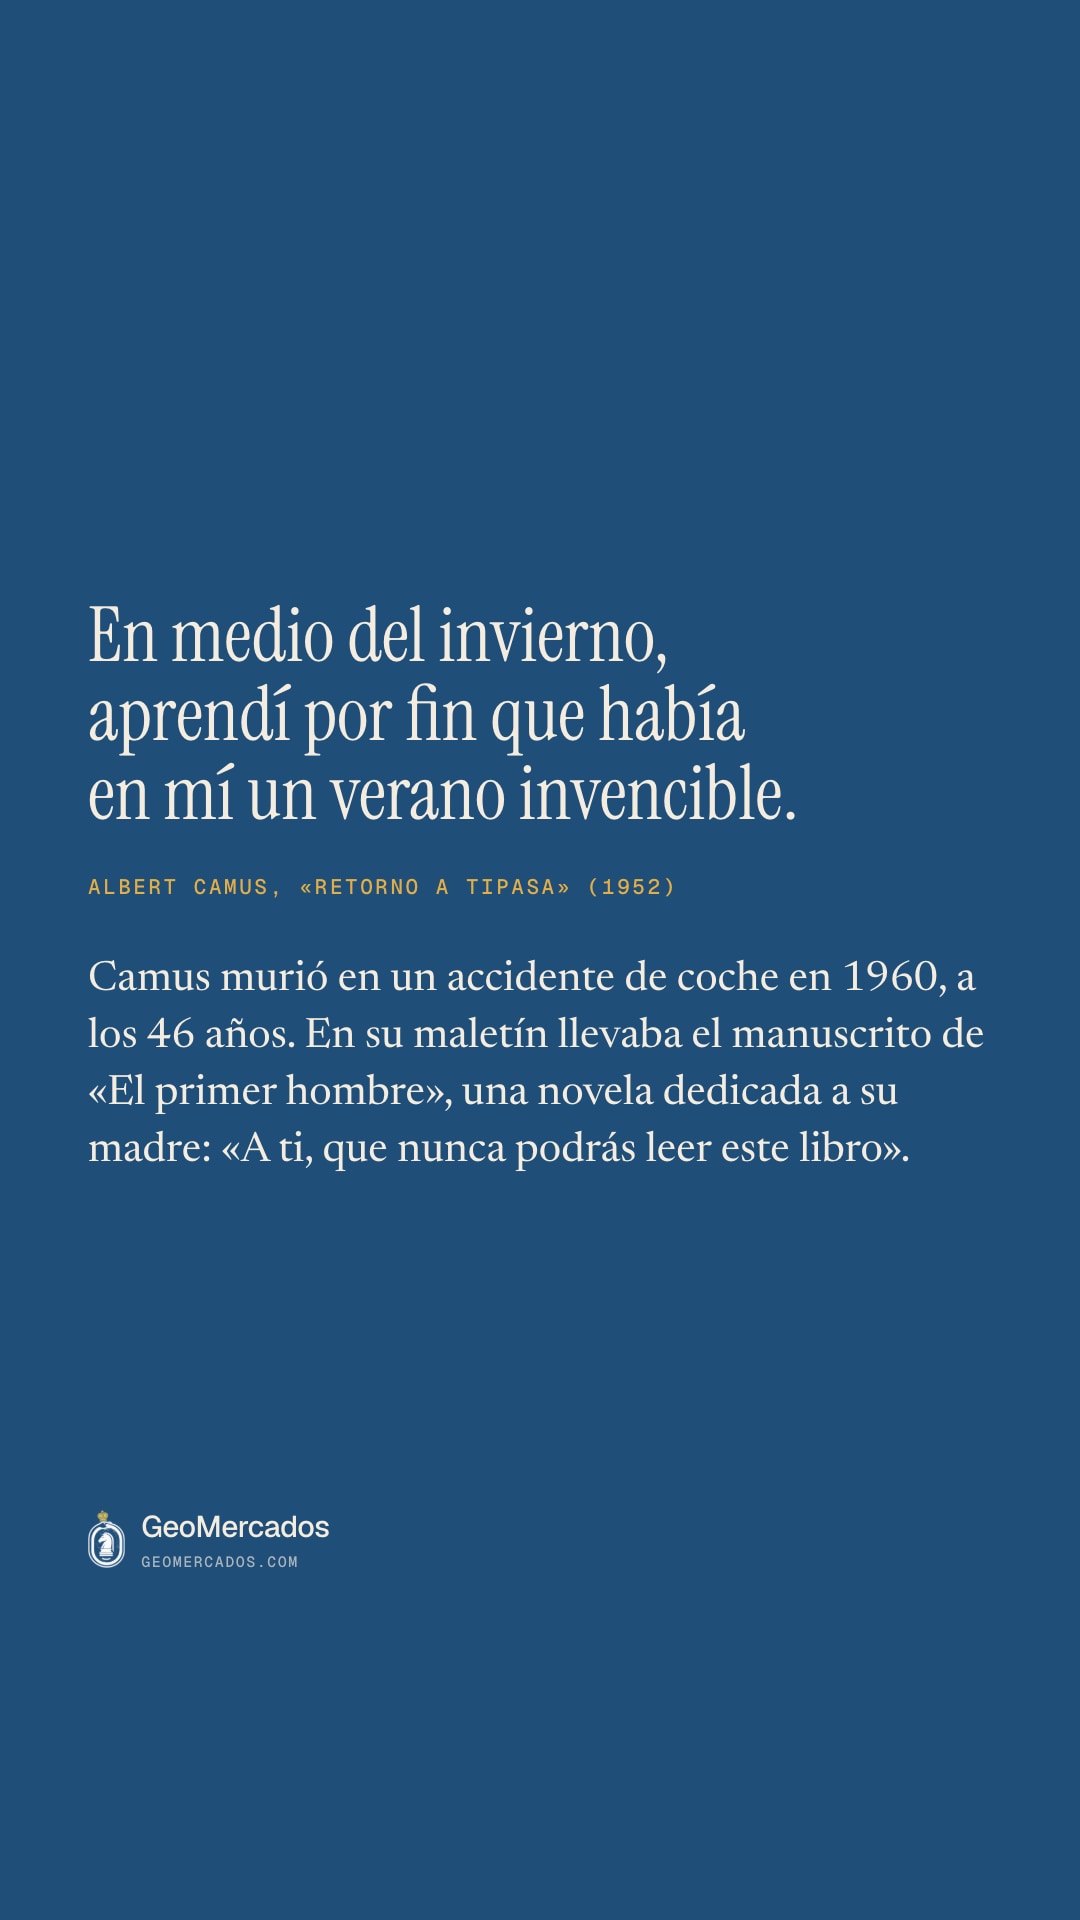 En medio del invierno,
aprendí por fin que había
en mí un verano invencible.
ALBERT CAMUS, «RETORNO A TIPASA» (1952)
Camus murió en un accidente de coche en 1960, a
los 46 años. En su maletín llevaba el manuscrito de
«El primer hombre», una novela dedicada a su
madre: «A ti, que nunca podrás leer este libro».
GeoMercados
GEOMERCADOS.COM